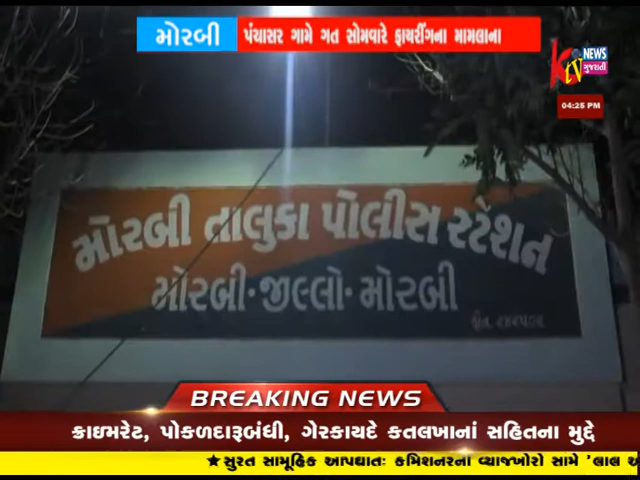 મોરબી પંચાસર ગામે ગત સોમવારે ફાયરીંગના મામલાના
ktv NEWS
ગુજરાતી
04:25 PM
મોરબી તાલુકા પોલીસ સ્ટેશન
મોરબી·જીલ્લો·મોરબી
ફોન.
BREAKING NEWS
ક્રાઇમરેટ, પોકળદારૂબંધી, ગેરકાયદે કતલખાનાં સહિતના મુદ્દે
★સુરત સામૂહિક આપઘાતઃ કમિશનરના વ્યાજખોરો સામે 'લાલ